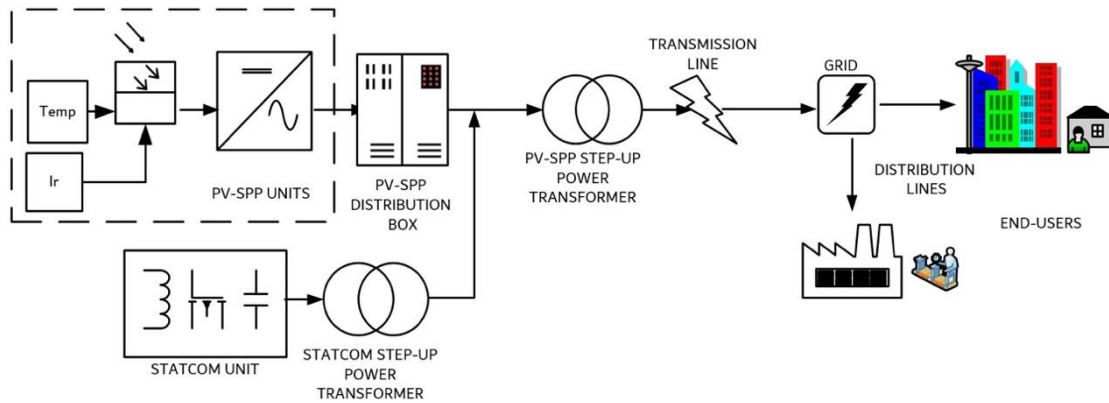 TRANSMISSION
LINE
GRID
Temp
Ir
PV-SPP UNITS
PV-SPP
DISTRIBUTION
BOX
PV-SPP STEP-UP
POWER
TRANSFORMER
DISTRIBUTION
LINES
END-USERS
STATCOM UNIT
STATCOM STEP-UP
POWER
TRANSFORMER